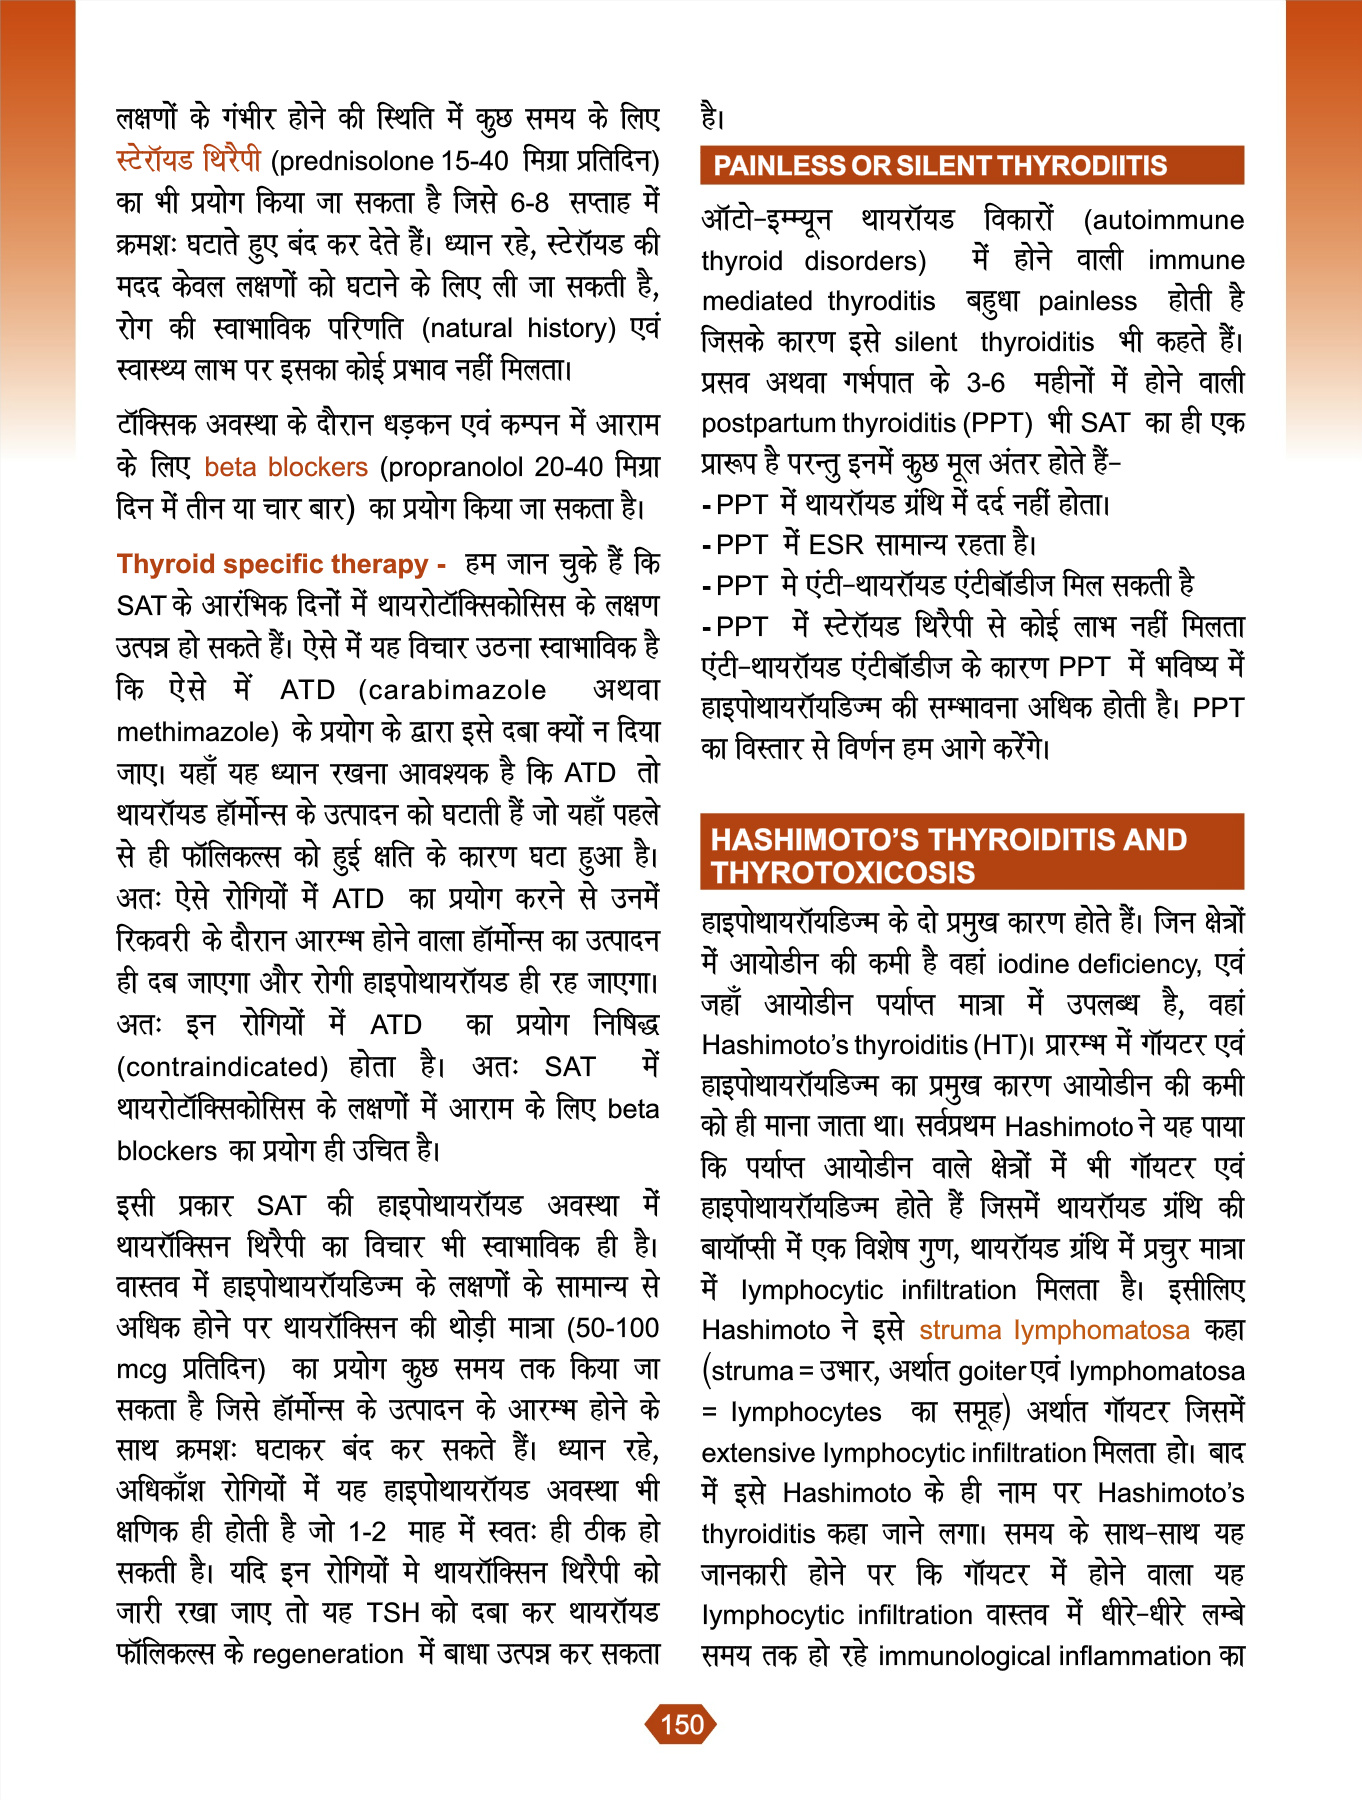 लक्षणों के गंभीर होने की स्थिति में कुछ समय के लिए
स्टेरॉयड थिरैपी (prednisolone 15-40 मिग्रा प्रतिदिन)
का भी प्रयोग किया जा सकता है जिसे 6-8 सप्ताह में
क्रमशः घटाते हुए बंद कर देते हैं। ध्यान रहे, स्टेरॉयड की
मदद केवल लक्षणों को घटाने के लिए ली जा सकती है,
रोग की स्वाभाविक परिणति (natural history) एवं
स्वास्थ्य लाभ पर इसका कोई प्रभाव नहीं मिलता।
टॉक्सिक अवस्था के दौरान धड़कन एवं कम्पन में आराम
के लिए beta blockers (propranolol 20-40 मिग्रा
दिन में तीन या चार बार) का प्रयोग किया जा सकता है।
Thyroid specific therapy - हम जान चुके हैं कि
SAT के आरंभिक दिनों में थायरोटॉक्सिकोसिस के लक्षण
उत्पन्न हो सकते हैं। ऐसे में यह विचार उठना स्वाभाविक है
कि ऐसे में ATD (carabimazole अथवा
methimazole) के प्रयोग के द्वारा इसे दबा क्यों न दिया
जाए। यहाँ यह ध्यान रखना आवश्यक है कि ATD तो
थायरॉयड हॉर्मोन्स के उत्पादन को घटाती हैं जो यहाँ पहले
से ही फॉलिकल्स को हुई क्षति के कारण घटा हुआ है।
अतः ऐसे रोगियों में ATD का प्रयोग करने से उनमें
रिकवरी के दौरान आरम्भ होने वाला हॉर्मोन्स का उत्पादन
ही दब जाएगा और रोगी हाइपोथायरॉयड ही रह जाएगा।
अतः इन रोगियों में ATD का प्रयोग निषिद्ध
(contraindicated) होता है। अतः SAT में
थायरोटॉक्सिकोसिस के लक्षणों में आराम के लिए beta
blockers का प्रयोग ही उचित है।
इसी प्रकार SAT की हाइपोथायरॉयड अवस्था में
थायरॉक्सिन थिरैपी का विचार भी स्वाभाविक ही है।
वास्तव में हाइपोथायरॉयडिज्म के लक्षणों के सामान्य से
अधिक होने पर थायरॉक्सिन की थोड़ी मात्रा (50-100
mcg प्रतिदिन) का प्रयोग कुछ समय तक किया जा
सकता है जिसे हॉर्मोन्स के उत्पादन के आरम्भ होने के
साथ क्रमशः घटाकर बंद कर सकते हैं। ध्यान रहे,
अधिकाँश रोगियों में यह हाइपोथायरॉयड अवस्था भी
क्षणिक ही होती है जो 1-2 माह में स्वतः ही ठीक हो
सकती है। यदि इन रोगियों मे थायरॉक्सिन थिरैपी को
जारी रखा जाए तो यह TSH को दबा कर थायरॉयड
फॉलिकल्स के regeneration में बाधा उत्पन्न कर सकता
है।
PAINLESS OR SILENT THYRODIITIS
ऑटो-इम्म्यून थायरॉयड विकारों (autoimmune
thyroid disorders) में होने वाली immune
mediated thyroditis बहुधा painless होती है
जिसके कारण इसे silent thyroiditis भी कहते हैं।
प्रसव अथवा गर्भपात के 3-6 महीनों में होने वाली
postpartum thyroiditis (PPT) भी SAT का ही एक
प्रारूप है परन्तु इनमें कुछ मूल अंतर होते हैं-
- PPT में थायरॉयड ग्रंथि में दर्द नहीं होता।
- PPT में ESR सामान्य रहता है।
- PPT मे एंटी-थायरॉयड एंटीबॉडीज मिल सकती है
- PPT में स्टेरॉयड थिरैपी से कोई लाभ नहीं मिलता
एंटी-थायरॉयड एंटीबॉडीज के कारण PPT में भविष्य में
हाइपोथायरॉयडिज्म की सम्भावना अधिक होती है। PPT
का विस्तार से विर्णन हम आगे करेंगे।
HASHIMOTO’S THYROIDITIS AND
THYROTOXICOSIS
हाइपोथायरॉयडिज्म के दो प्रमुख कारण होते हैं। जिन क्षेत्रों
में आयोडीन की कमी है वहां iodine deficiency, एवं
जहाँ आयोडीन पर्याप्त मात्रा में उपलब्ध है, वहां
Hashimoto’s thyroiditis (HT)। प्रारम्भ में गॉयटर एवं
हाइपोथायरॉयडिज्म का प्रमुख कारण आयोडीन की कमी
को ही माना जाता था। सर्वप्रथम Hashimoto ने यह पाया
कि पर्याप्त आयोडीन वाले क्षेत्रों में भी गॉयटर एवं
हाइपोथायरॉयडिज्म होते हैं जिसमें थायरॉयड ग्रंथि की
बायॉप्सी में एक विशेष गुण, थायरॉयड ग्रंथि में प्रचुर मात्रा
में lymphocytic infiltration मिलता है। इसीलिए
Hashimoto ने इसे struma lymphomatosa कहा
(struma = उभार, अर्थात goiter एवं lymphomatosa
= lymphocytes का समूह) अर्थात गॉयटर जिसमें
extensive lymphocytic infiltration मिलता हो। बाद
में इसे Hashimoto के ही नाम पर Hashimoto’s
thyroiditis कहा जाने लगा। समय के साथ-साथ यह
जानकारी होने पर कि गॉयटर में होने वाला यह
lymphocytic infiltration वास्तव में धीरे-धीरे लम्बे
समय तक हो रहे immunological inflammation का
150